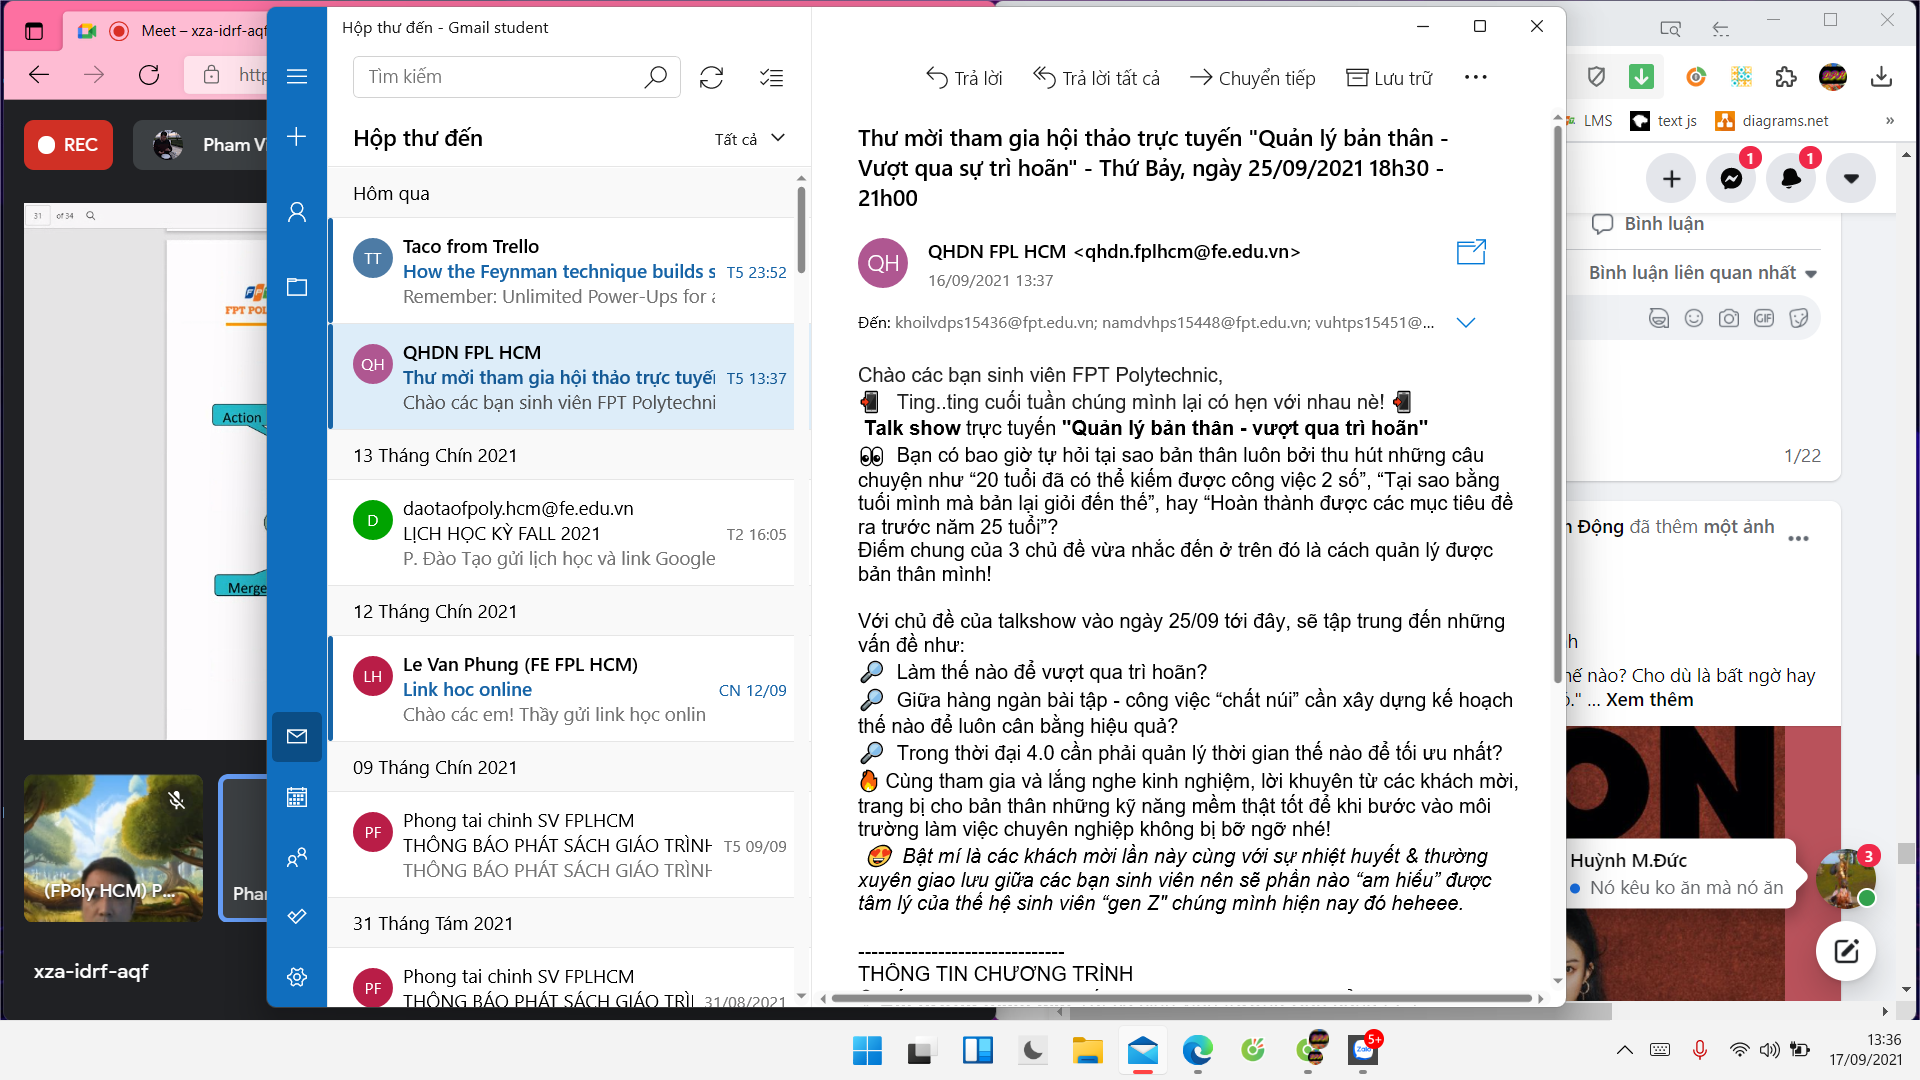 Meet – xza-idrf-aqf
http
REC
Pham Vi
31 of 34
FPT POL
Action
Merge
(FPoly HCM) P...
Phar
xza-idrf-aqf
Hộp thư đến - Gmail student
Tìm kiếm
Hộp thư đến
Tất cả
Hôm qua
TT
Taco from Trello
How the Feynman technique builds s
T5 23:52
Remember: Unlimited Power-Ups for a
QH
QHDN FPL HCM
Thư mời tham gia hội thảo trực tuyến
T5 13:37
Chào các bạn sinh viên FPT Polytechni
13 Tháng Chín 2021
D
daotaofpoly.hcm@fe.edu.vn
LỊCH HỌC KỲ FALL 2021
T2 16:05
P. Đào Tạo gửi lịch học và link Google
12 Tháng Chín 2021
LH
Le Van Phung (FE FPL HCM)
Link hoc online
CN 12/09
Chào các em! Thầy gửi link học onlin
09 Tháng Chín 2021
PF
Phong tai chinh SV FPLHCM
THÔNG BÁO PHÁT SÁCH GIÁO TRÌNH
T5 09/09
THÔNG BÁO PHÁT SÁCH GIÁO TRÌNH
31 Tháng Tám 2021
PF
Phong tai chinh SV FPLHCM
THÔNG BÁO PHÁT SÁCH GIÁO TRÌ
31/08/2021
Trả lời
Trả lời tất cả
Chuyển tiếp
Lưu trữ
Thư mời tham gia hội thảo trực tuyến "Quản lý bản thân -
Vượt qua sự trì hoãn" - Thứ Bảy, ngày 25/09/2021 18h30 -
21h00
QH
QHDN FPL HCM <qhdn.fplhcm@fe.edu.vn>
16/09/2021 13:37
Đến: khoilvdps15436@fpt.edu.vn; namdvhps15448@fpt.edu.vn; vuhtps15451@...
Chào các bạn sinh viên FPT Polytechnic,
📲 Ting..ting cuối tuần chúng mình lại có hẹn với nhau nè! 📲
Talk show trực tuyến "Quản lý bản thân - vượt qua trì hoãn"
👀 Bạn có bao giờ tự hỏi tại sao bản thân luôn bởi thu hút những câu
chuyện như “20 tuổi đã có thể kiếm được công việc 2 số”, “Tại sao bằng
tuổi mình mà bản lại giỏi đến thế”, hay “Hoàn thành được các mục tiêu đề
ra trước năm 25 tuổi”?
Điểm chung của 3 chủ đề vừa nhắc đến ở trên đó là cách quản lý được
bản thân mình!
Với chủ đề của talkshow vào ngày 25/09 tới đây, sẽ tập trung đến những
vấn đề như:
🔎 Làm thế nào để vượt qua trì hoãn?
🔎 Giữa hàng ngàn bài tập - công việc “chất núi” cần xây dựng kế hoạch
thế nào để luôn cân bằng hiệu quả?
🔎 Trong thời đại 4.0 cần phải quản lý thời gian thế nào để tối ưu nhất?
🔥 Cùng tham gia và lắng nghe kinh nghiệm, lời khuyên từ các khách mời,
trang bị cho bản thân những kỹ năng mềm thật tốt để khi bước vào môi
trường làm việc chuyên nghiệp không bị bỡ ngỡ nhé!
😍 Bật mí là các khách mời lần này cùng với sự nhiệt huyết & thường
xuyên giao lưu giữa các bạn sinh viên nên sẽ phần nào “am hiểu” được
tâm lý của thế hệ sinh viên “gen Z" chúng mình hiện nay đó heheee.
-------------------------------
THÔNG TIN CHƯƠNG TRÌNH
LMS
text js
diagrams.net
»
1
1
Bình luận
Bình luận liên quan nhất
GIF
1/22
Động đã thêm một ảnh
nh
nế nào? Cho dù là bất ngờ hay
." ... Xem thêm
ON
Huỳnh M.Đức
Nó kêu ko ăn mà nó ăn
3
Zalo
5+
13:36
17/09/2021